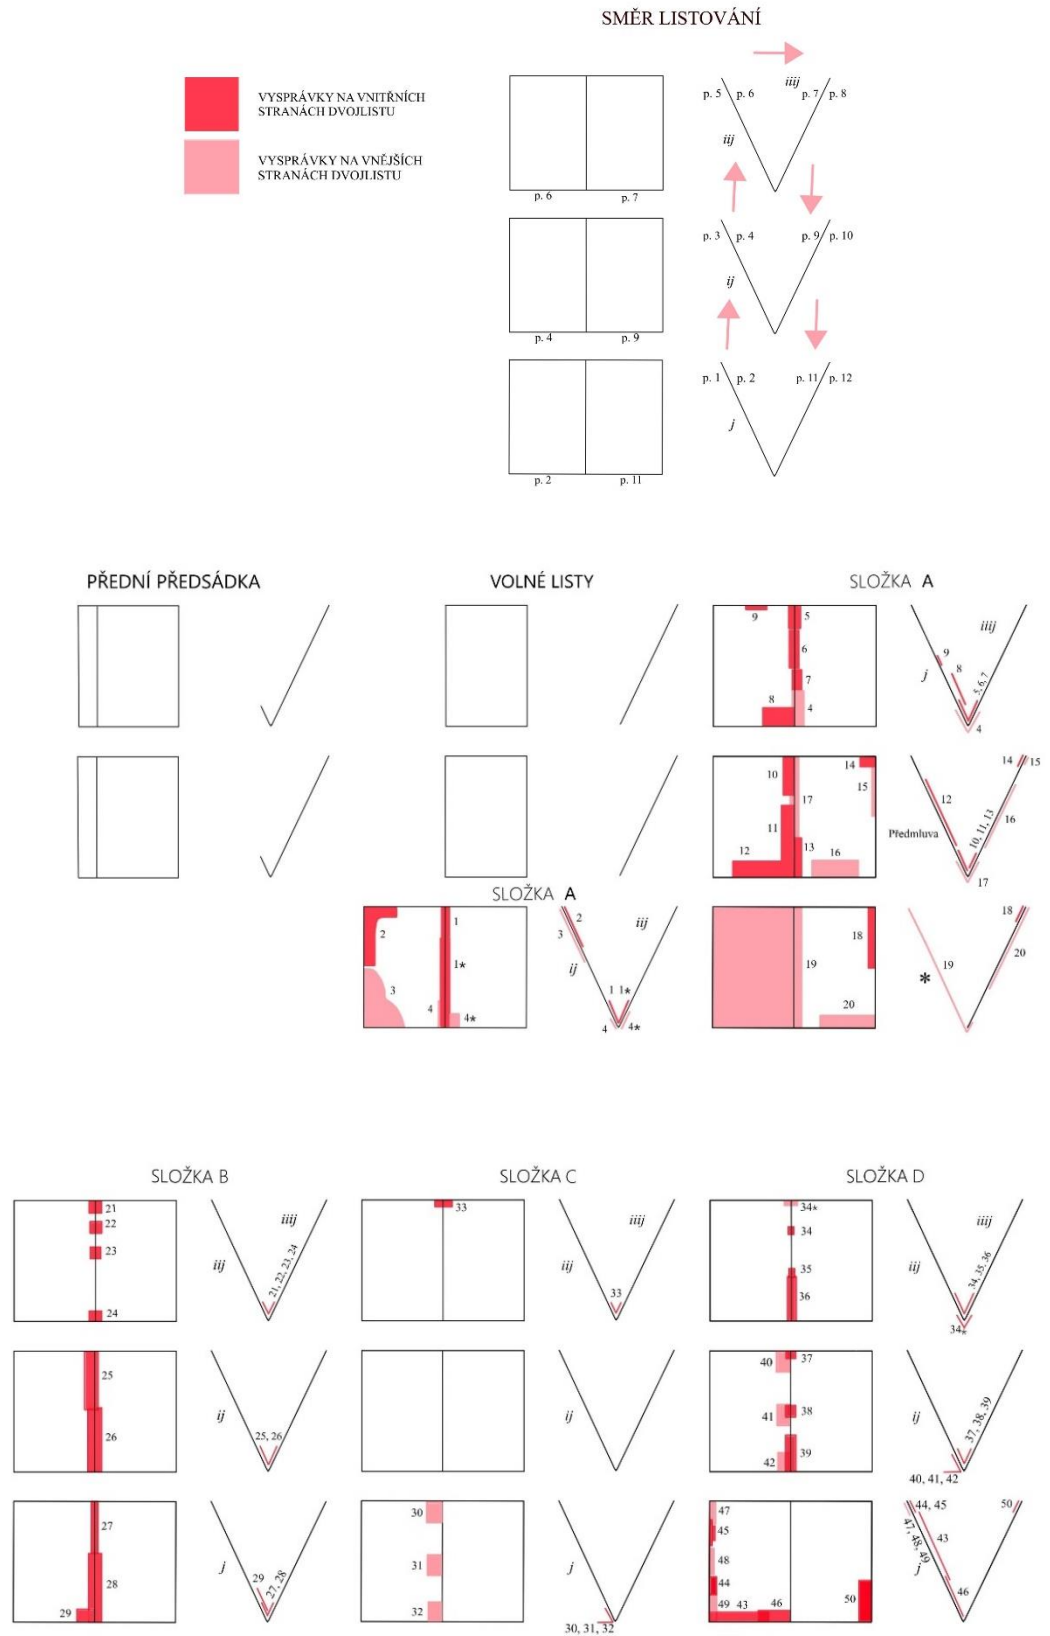 SMĚR LISTOVÁNÍ
VYSPRÁVKY NA VNITŘNÍCH
STRANÁCH DVOJLISTU
VYSPRÁVKY NA VNĚJŠÍCH
STRANÁCH DVOJLISTU
p. 6 p. 7
p. 5 p. 6 iiij p. 7 p. 8
iij
p. 4 p. 9
p. 3 p. 4 p. 9 p. 10
ij
p. 2 p. 11
p. 1 p. 2 p. 11 p. 12
j
PŘEDNÍ PŘEDSÁDKA
VOLNÉ LISTY
SLOŽKA A
9 5
6
7
8 4
iiij
9 8
j 5, 6, 7
4
10 14
17 15
11
12 13 16
14 15
12 16
Předmluva 10, 11, 13
17
SLOŽKA A
2 1
1*
3
4 4*
2 iij
3
ij
1 1*
4 4*
18
19
20
18
19 20
*
SLOŽKA B
21
22
23
24
iiij
iij 21, 22, 23, 24
25
26
ij
25, 26
27
28
29
j
29 27, 28
SLOŽKA C
33
iiij
iij
33
ij
30
31
32
j
30, 31, 32
SLOŽKA D
34*
34
35
36
iiij
iij 34, 35, 36
34*
40 37
41 38
42 39
ij 37, 38, 39
40, 41, 42
47
45
48
44
49 43 46 50
44, 45 50
47, 48, 49 43
j 46